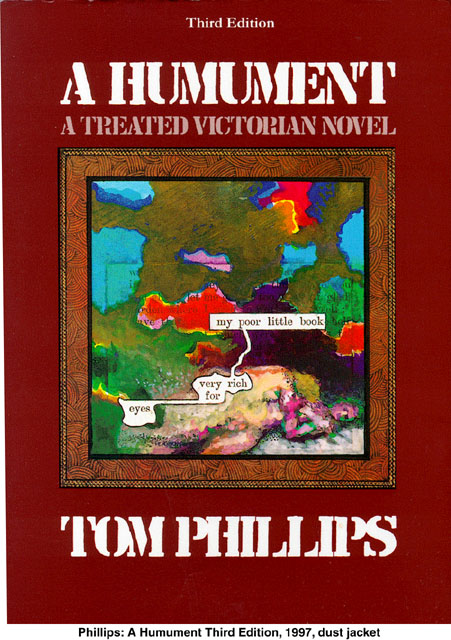 Third Edition
A HUMUMENT
A TREATED VICTORIAN NOVEL
my poor little book
very rich
for
eyes
TOM PHILLIPS
Phillips: A Humument Third Edition, 1997, dust jacket